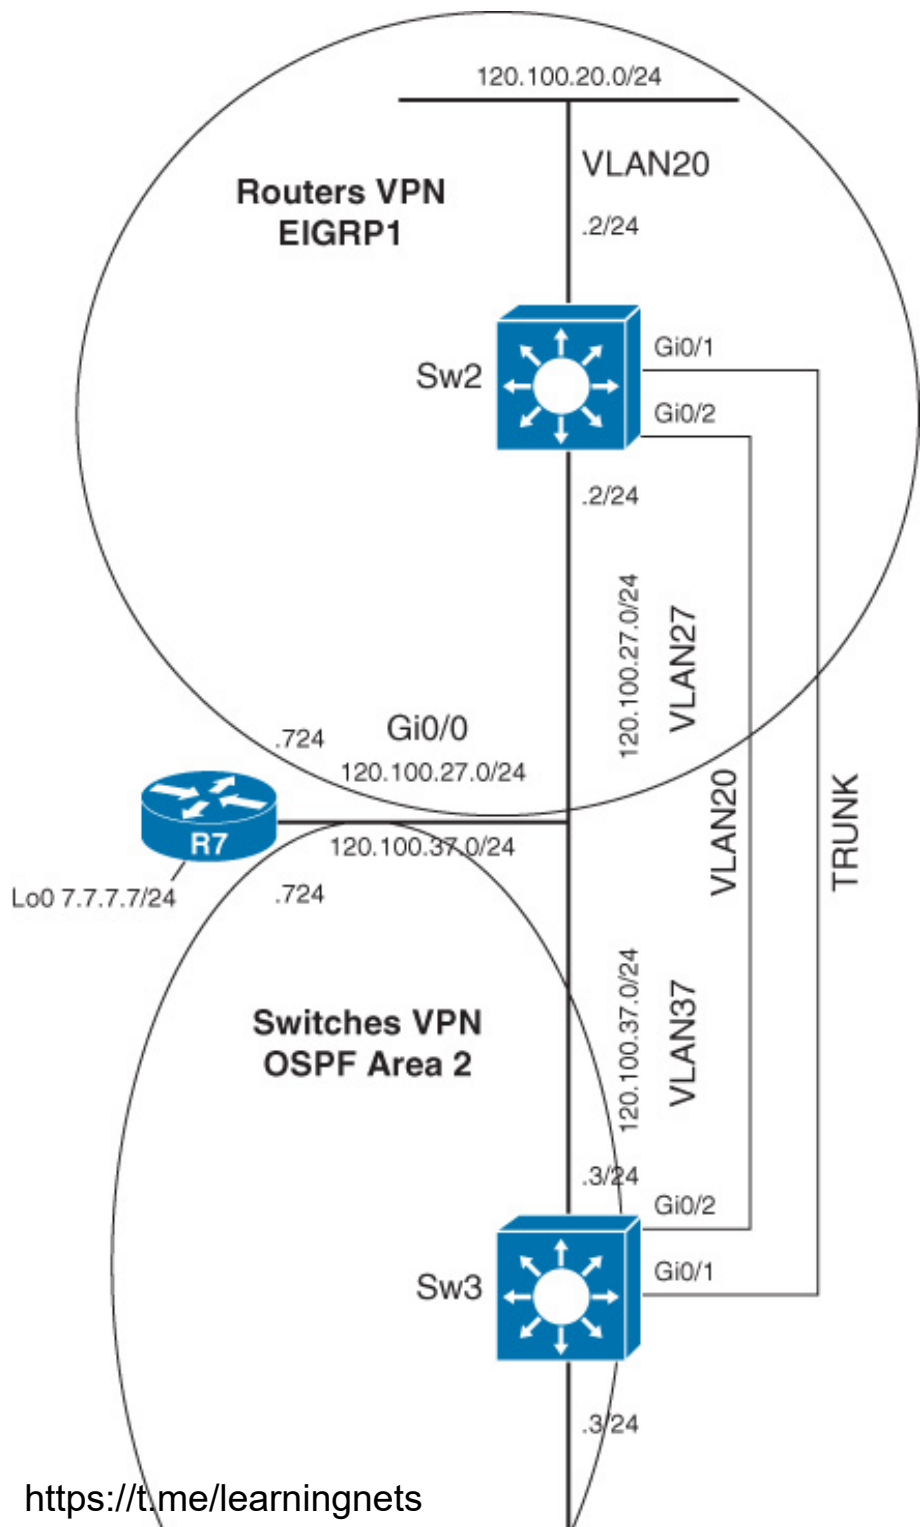 120.100.20.0/24
VLAN20
Routers VPN
EIGRP1
.2/24
Gi0/1
Sw2
Gi0/2
.2/24
120.100.27.0/24
VLAN27
Gi0/0
.724
120.100.27.0/24
R7
120.100.37.0/24
VLAN20
TRUNK
Lo0 7.7.7.7/24
.724
120.100.37.0/24
VLAN37
Switches VPN
OSPF Area 2
.3/24
Gi0/2
Gi0/1
Sw3
.3/24
https://t.me/learningnets